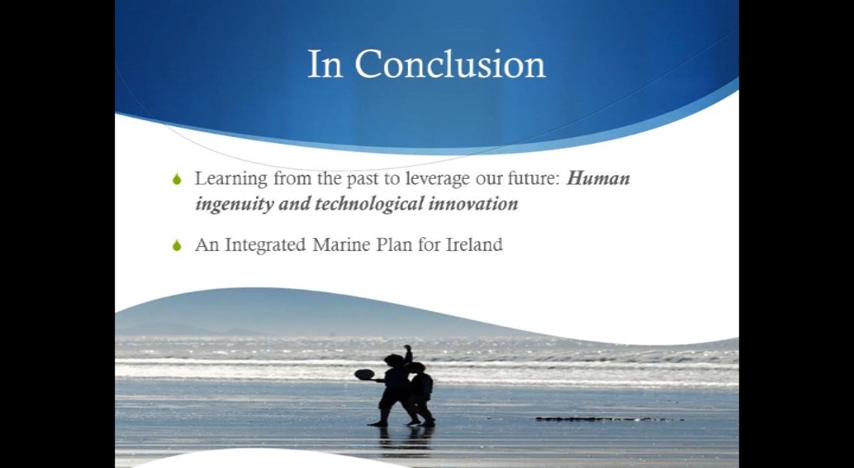 In Conclusion
Learning from the past to leverage our future: Human
ingenuity and technological innovation
An Integrated Marine Plan for Ireland